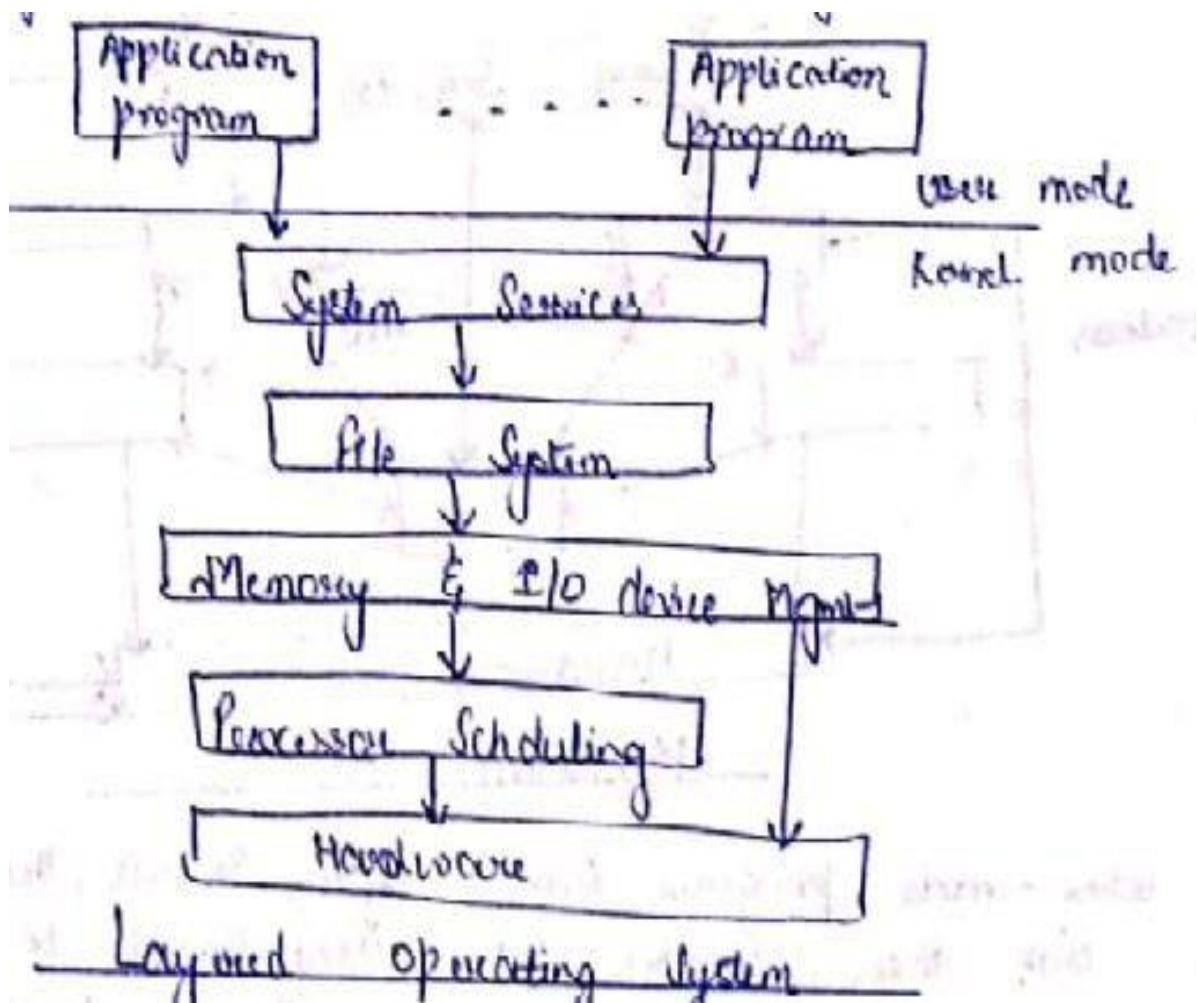 Application
program
Application
program
. . . . .
user mode
Kernel mode
System Services
File System
Memory & I/O device Mgmt
Processor Schduling
Hardware
Layered Operating System